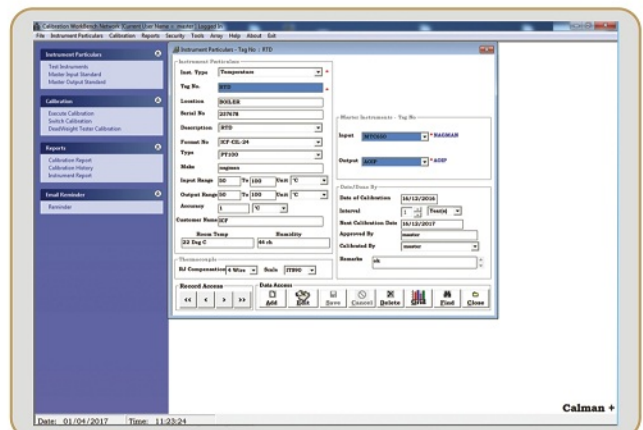 Calibration WorkBench Network [Current User Name : master] Logged In
File Instrument Particulars Calibration Reports Security Tools Array Help About Exit
Instrument Particulars
Test Instruments
Master Input Standard
Master Output Standard
Calibration
Execute Calibration
Switch Calibration
DeadWeight Tester Calibration
Reports
Calibration Report
Calibration History
Instrument Report
Email Reminder
Reminder
Instrument Particulars - Tag No : RTD
Instrument Particulars
Inst. Type Temperature *
Tag No. RTD *
Location BOILER
Serial No 237678
Description RTD
Format No ICF-CIL-24
Type PT100
Make
Input Range 50 To 100 Unit °C
Output Range 50 To 100 Unit °C
Accuracy 1 °C
Customer Name ICF
Room Temp Humidity
22 Deg C
Thermocouple
RJ Compensation 4 Wire Scale ITS90
Record Access
<< < > >>
Master Instruments - Tag No
Input * NAGMAN
Output *
Date/Done By
Date of Calibration 16/12/2016
Interval 1 Year(s)
Next Calibration Date 16/12/2017
Approved By master
Calibrated By master
Remarks ok
Data Access
Add Edit Save Cancel Delete Grid Find Close
Calman +
Date: 01/04/2017 Time: 11:23:24